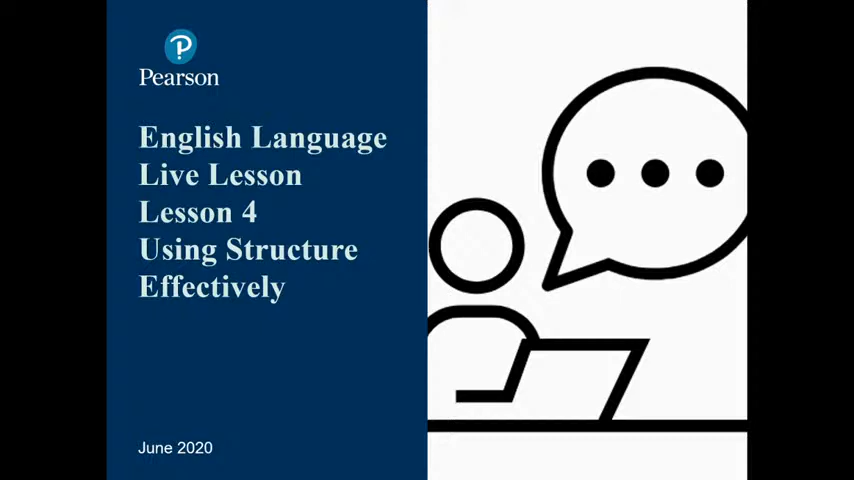 Pearson
English Language
Live Lesson
Lesson 4
Using Structure
Effectively
June 2020